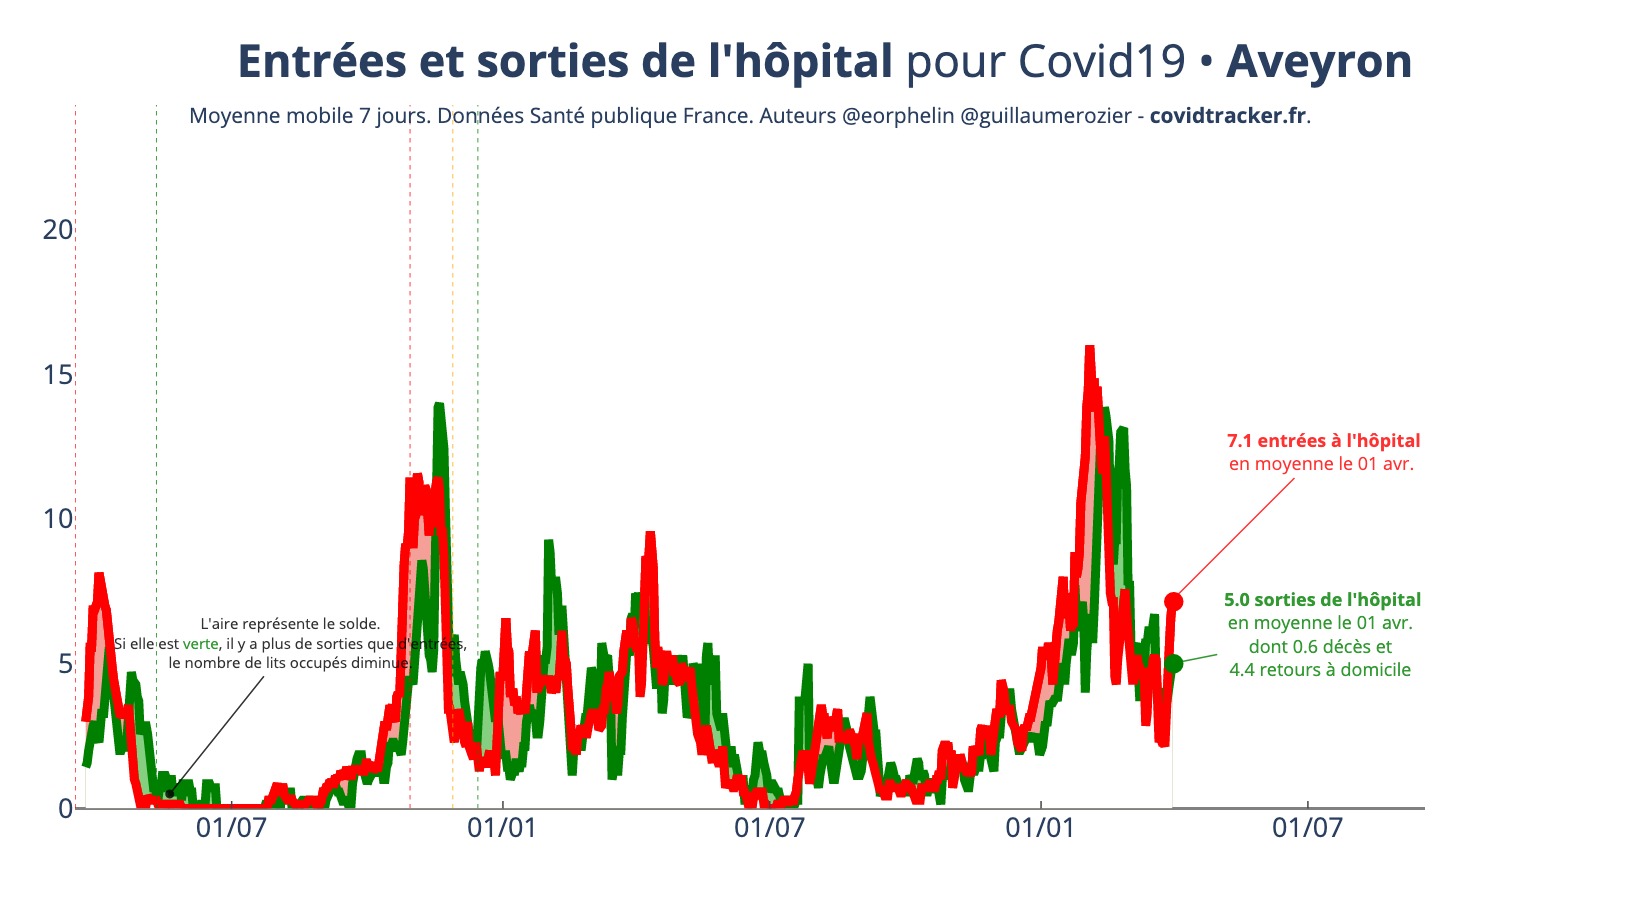 Entrées et sorties de l'hôpital pour Covid19 • Aveyron
Moyenne mobile 7 jours. Données Santé publique France. Auteurs @eorphelin @guillaumerozier - covidtracker.fr.
20
15
10
5
0
7.1 entrées à l'hôpital
en moyenne le 01 avr.
5.0 sorties de l'hôpital
en moyenne le 01 avr.
dont 0.6 décès et
4.4 retours à domicile
L'aire représente le solde.
Si elle est verte, il y a plus de sorties que d'entrées,
le nombre de lits occupés diminue.
01/07
01/01
01/07
01/01
01/07